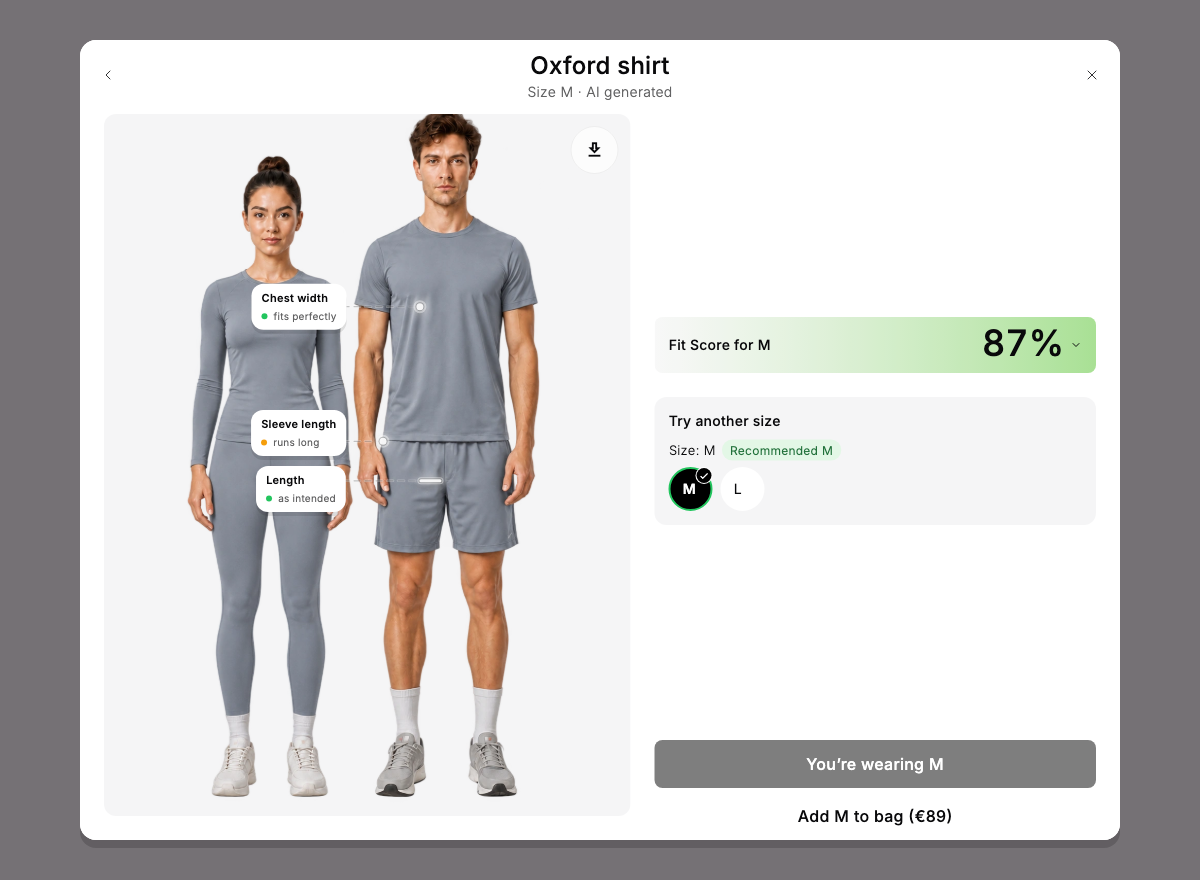 Oxford shirt
Size M · AI generated
Chest width
fits perfectly
Sleeve length
runs long
Length
as intended
Fit Score for M
87%
Try another size
Size: M
Recommended M
M
L
You’re wearing M
Add M to bag (€89)